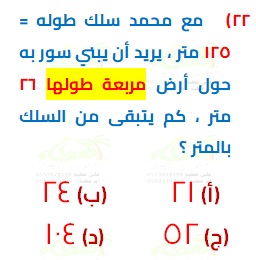 ٢٢) مع محمد سلك طوله =
١٢٥ متر ، يريد أن يبني سور به
حول أرض مربعة طولها ٢٦
متر ، كم يتبقى من السلك
بالمتر ؟
(أ) ٢١ (ب) ٢٤
(ج) ٥٢ (د) ١٠٤